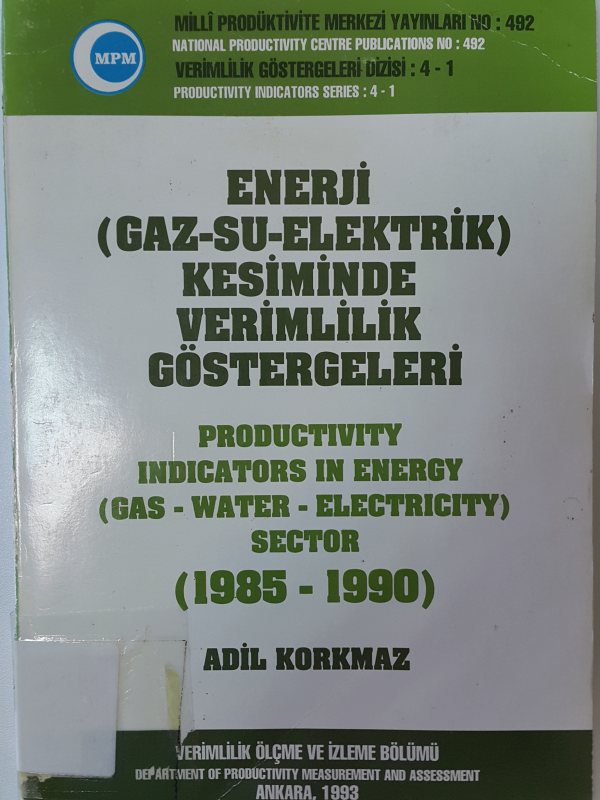 MPM
MİLLÎ PRODÜKTİVİTE MERKEZİ YAYINLARI NO : 492
NATIONAL PRODUCTIVITY CENTRE PUBLICATIONS NO : 492
VERİMLİLİK GÖSTERGELERİ DİZİSİ : 4 - 1
PRODUCTIVITY INDICATORS SERIES : 4 - 1
ENERJİ
(GAZ-SU-ELEKTRİK)
KESİMİNDE
VERİMLİLİK
GÖSTERGELERİ
PRODUCTIVITY
INDICATORS IN ENERGY
(GAS - WATER - ELECTRICITY)
SECTOR
(1985 - 1990)
ADİL KORKMAZ
VERİMLİLİK ÖLÇME VE İZLEME BÖLÜMÜ
DEPARTMENT OF PRODUCTIVITY MEASUREMENT AND ASSESSMENT
ANKARA, 1993